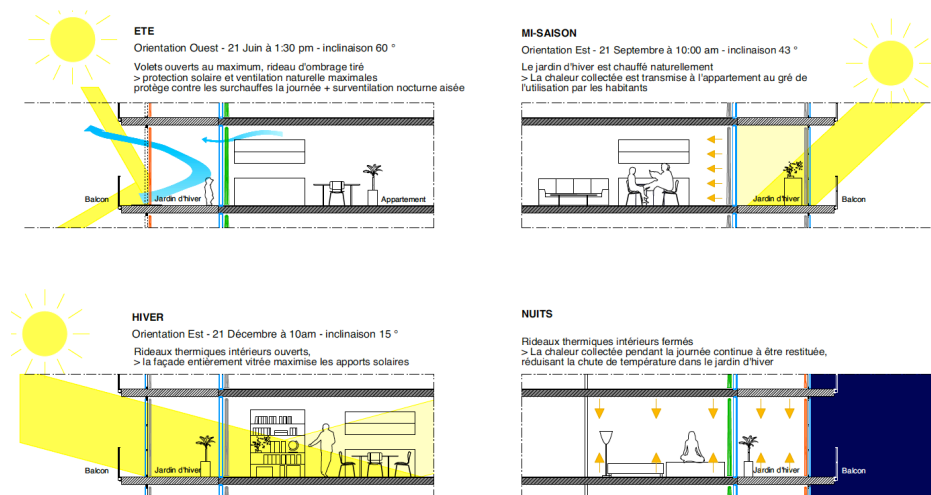 ETE
Orientation Ouest - 21 Juin à 1:30 pm - inclinaison 60 °
Volets ouverts au maximum, rideau d'ombrage tiré
> protection solaire et ventilation naturelle maximales
protège contre les surchauffes la journée + surventilation nocturne aisée
Balcon
Jardin d'hiver
Appartement
MI-SAISON
Orientation Est - 21 Septembre à 10:00 am - inclinaison 43 °
Le jardin d'hiver est chauffé naturellement
> La chaleur collectée est transmise à l'appartement au gré de
l'utilisation par les habitants
Jardin d'hiver
Balcon
HIVER
Orientation Est - 21 Décembre à 10am - inclinaison 15 °
Rideaux thermiques intérieurs ouverts,
> la façade entièrement vitrée maximise les apports solaires
Balcon
Jardin d'hiver
NUITS
Rideaux thermiques intérieurs fermés
> La chaleur collectée pendant la journée continue à être restituée,
réduisant la chute de température dans le jardin d'hiver
Jardin d'hiver
Balcon